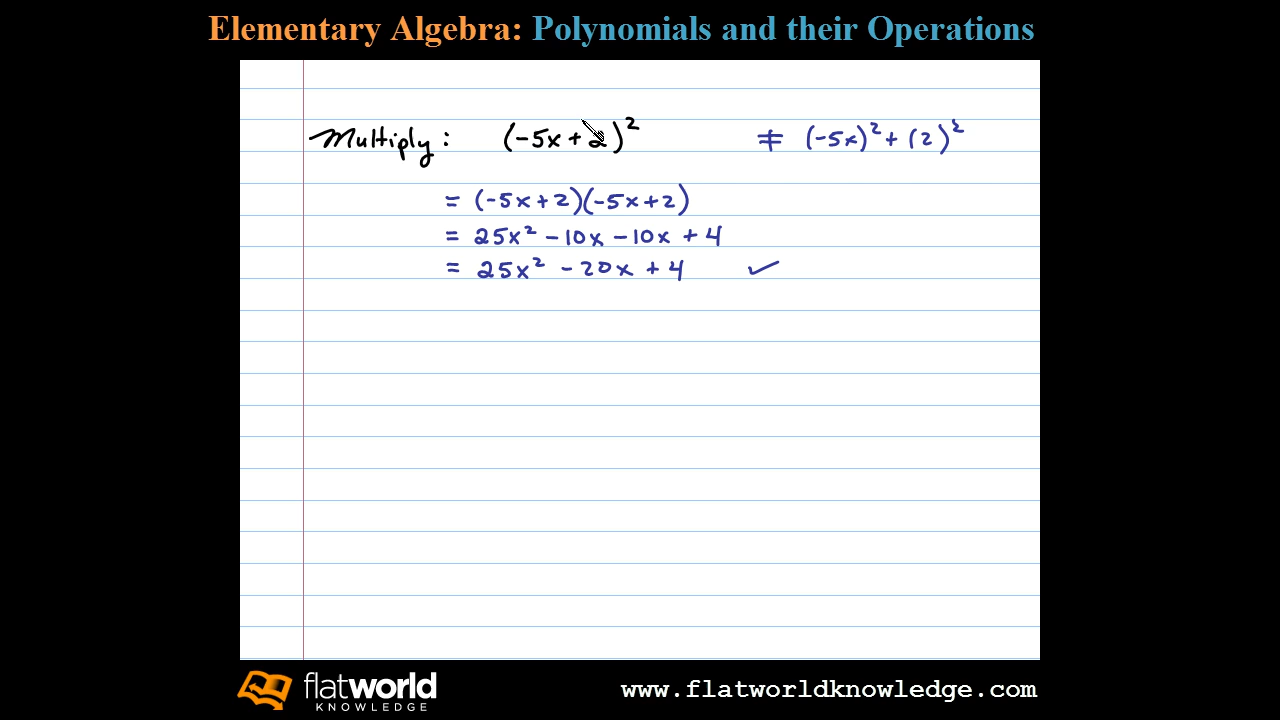 Elementary Algebra: Polynomials and their Operations
Multiply: (-5x+2)² ≠ (-5x)²+(2)²
= (-5x+2)(-5x+2)
= 25x² -10x -10x +4
= 25x² -20x +4 ✓
flatworld
KNOWLEDGE
www.flatworldknowledge.com